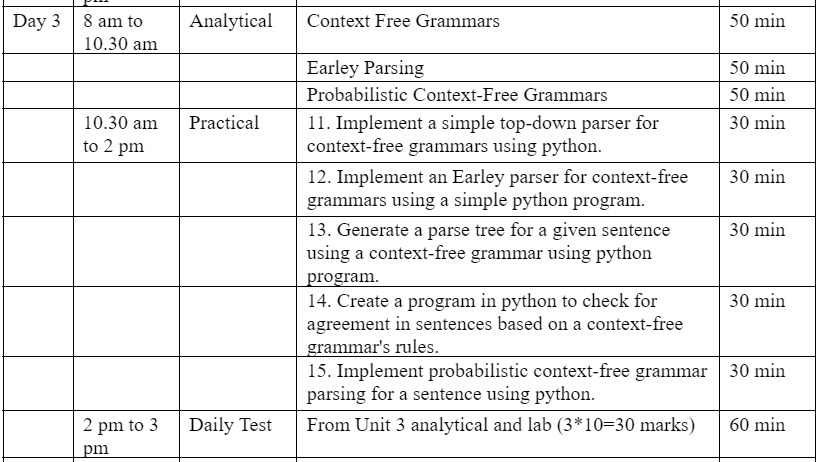 pm
Day 3 8 am to Analytical Context Free Grammars 50 min
10.30 am
Earley Parsing 50 min
Probabilistic Context-Free Grammars 50 min
10.30 am Practical 11. Implement a simple top-down parser for 30 min
to 2 pm context-free grammars using python.
12. Implement an Earley parser for context-free 30 min
grammars using a simple python program.
13. Generate a parse tree for a given sentence 30 min
using a context-free grammar using python
program.
14. Create a program in python to check for 30 min
agreement in sentences based on a context-free
grammar's rules.
15. Implement probabilistic context-free grammar 30 min
parsing for a sentence using python.
2 pm to 3 Daily Test From Unit 3 analytical and lab (3*10=30 marks) 60 min
pm